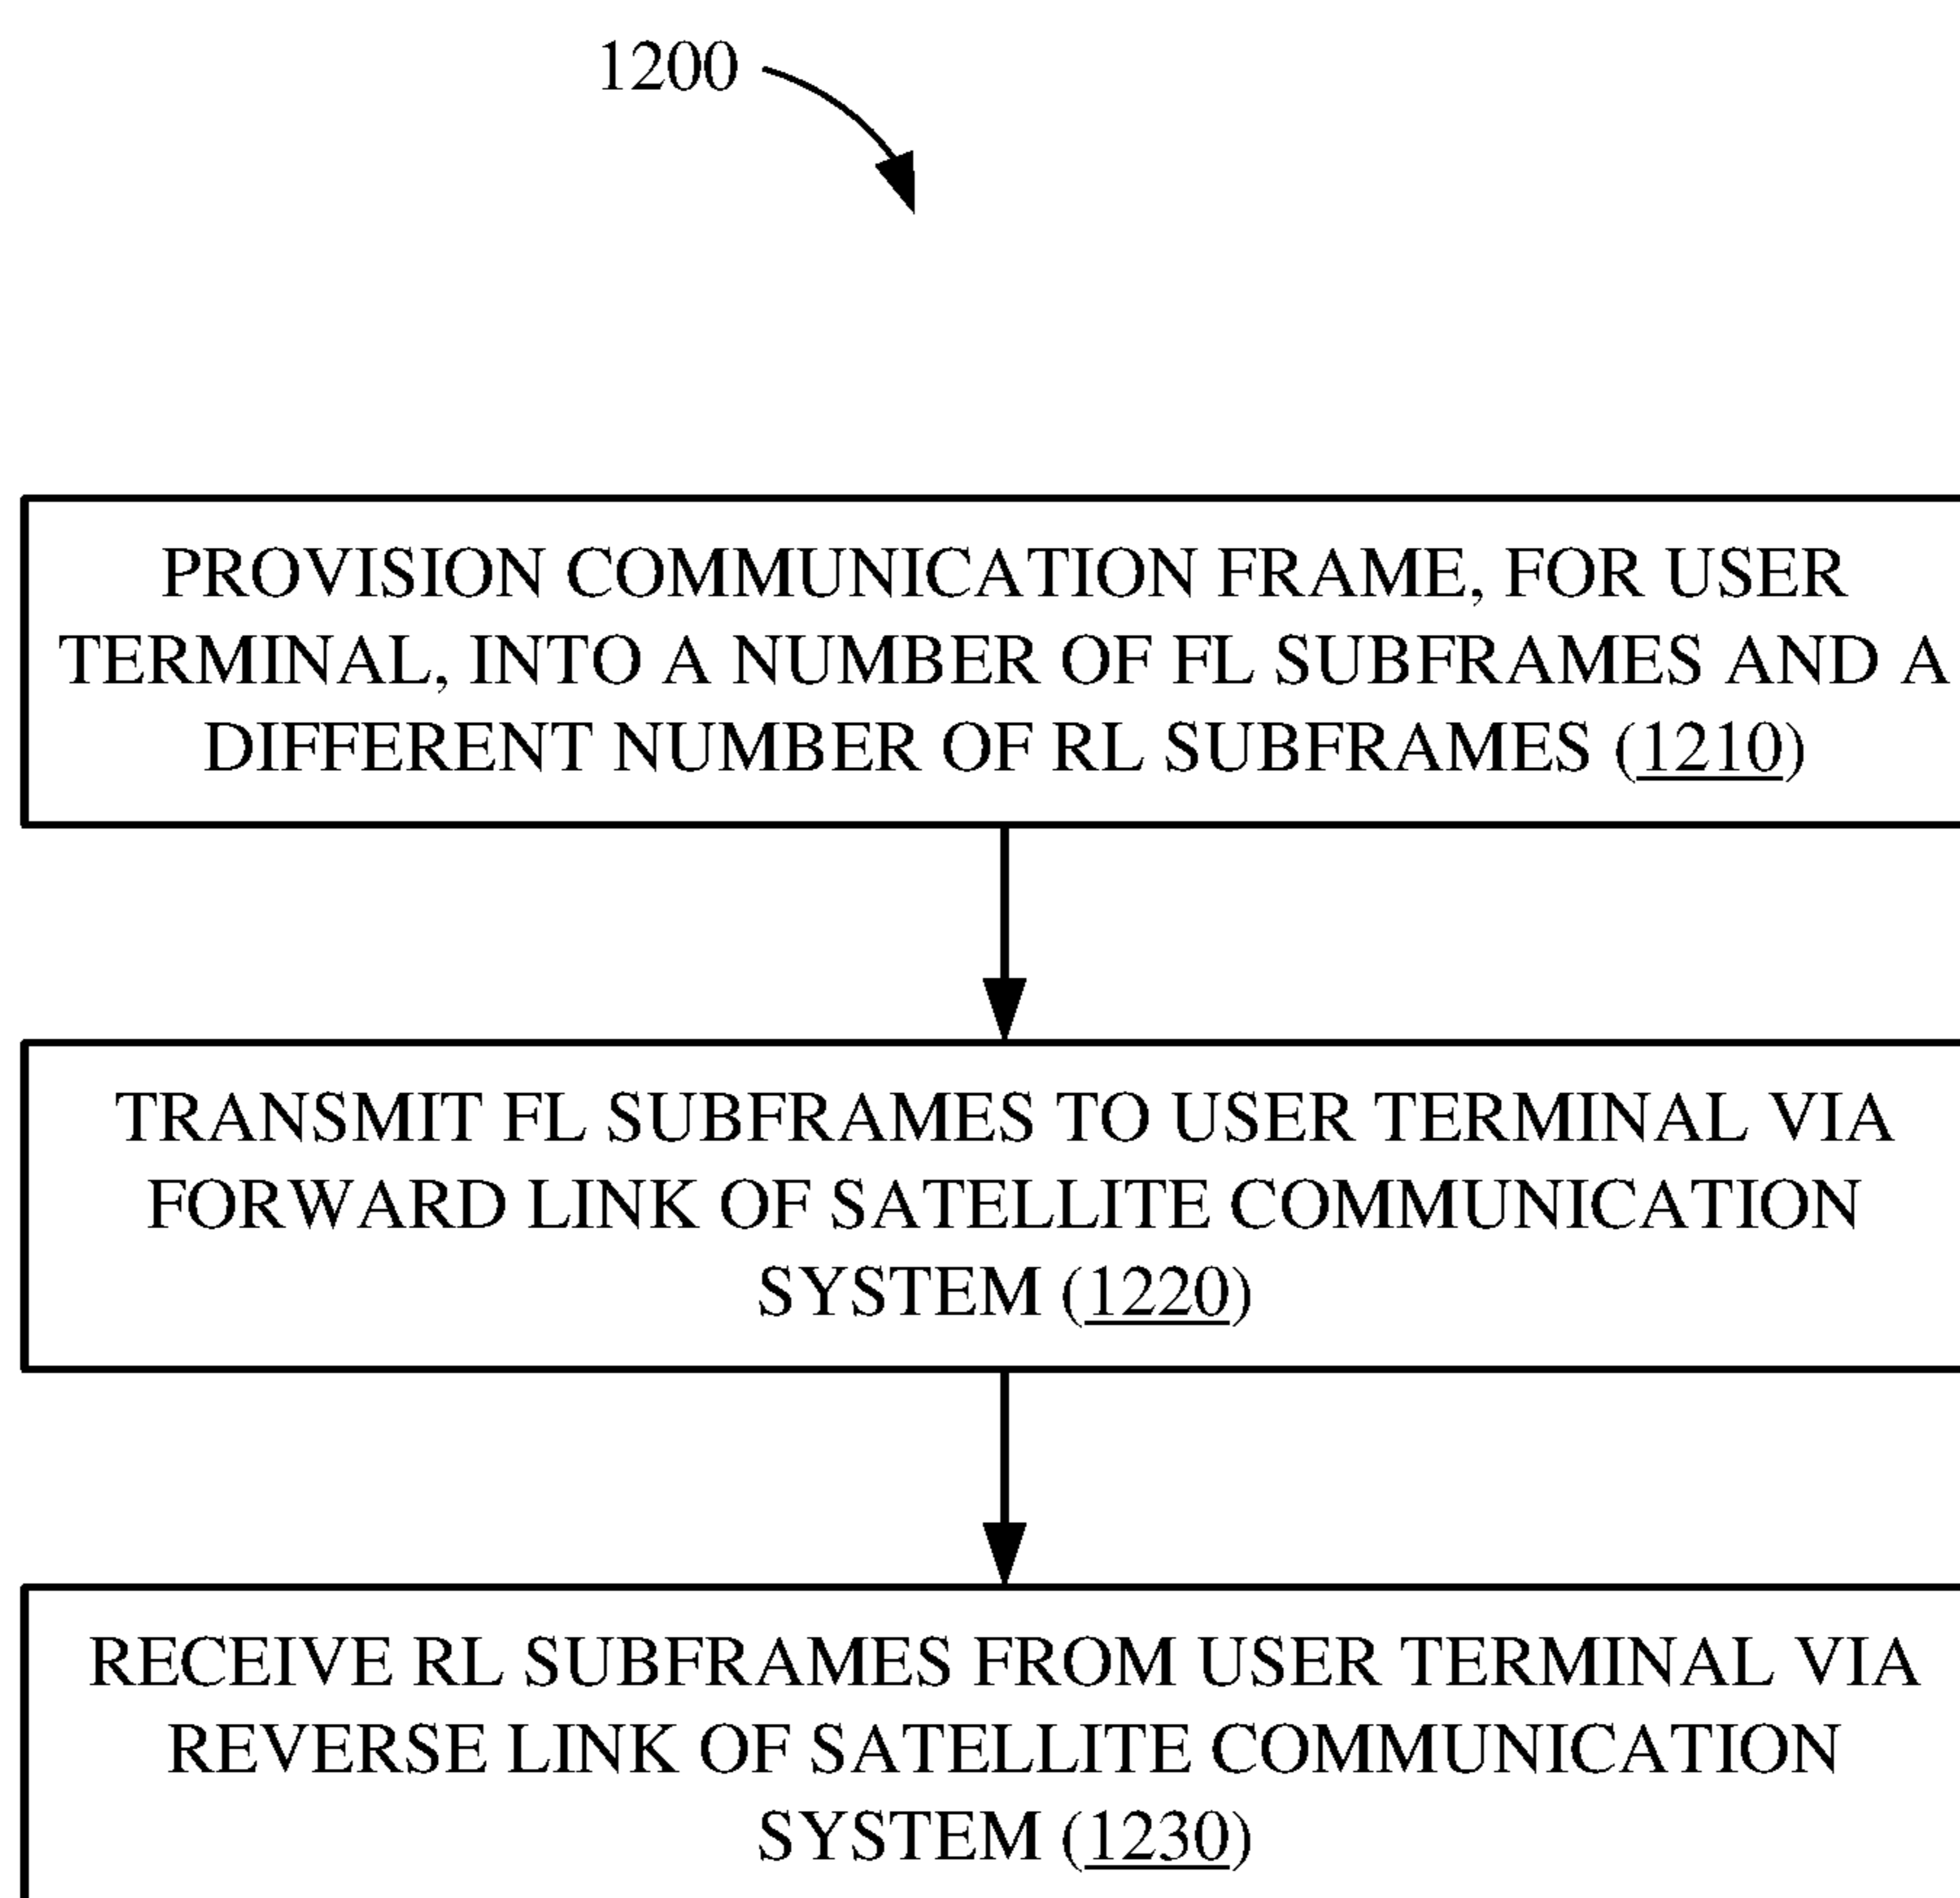 1200
PROVISION COMMUNICATION FRAME, FOR USER
TERMINAL, INTO A NUMBER OF FL SUBFRAMES AND A
DIFFERENT NUMBER OF RL SUBFRAMES (1210)
TRANSMIT FL SUBFRAMES TO USER TERMINAL VIA
FORWARD LINK OF SATELLITE COMMUNICATION
SYSTEM (1220)
RECEIVE RL SUBFRAMES FROM USER TERMINAL VIA
REVERSE LINK OF SATELLITE COMMUNICATION
SYSTEM (1230)